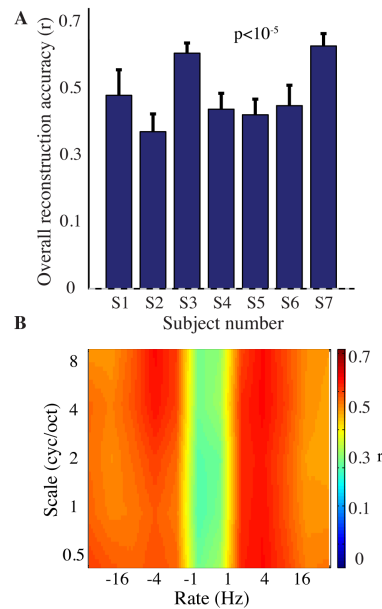 A
Overall reconstruction accuracy (r)
0.7
0.5
0.3
0.1
0
p<10-5
S1 S2 S3 S4 S5 S6 S7
Subject number
B
Scale (cyc/oct)
8
4
2
1
0.5
-16 -4 -1 1 4 16
Rate (Hz)
0.7
0.5
0.3
0.1
0
r